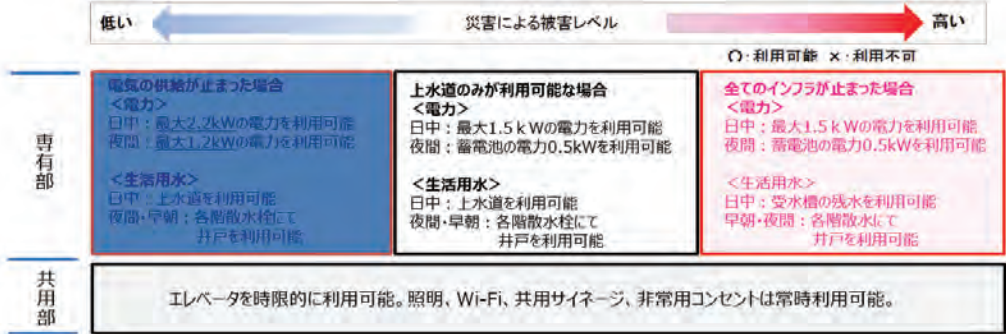 低い 災害による被害レベル 高い
〇:利用可能 ×:利用不可
専有部
電気の供給が止まった場合
<電力>
日中:最大2.2kWの電力を利用可能
夜間:最大1.2kWの電力を利用可能
<生活用水>
日中:上水道を利用可能
夜間・早朝:各階散水栓にて
井戸を利用可能
上水道のみが利用可能な場合
<電力>
日中:最大1.5kWの電力を利用可能
夜間:蓄電池の電力0.5kWを利用可能
<生活用水>
日中:上水道を利用可能
夜間・早朝:各階散水栓にて
井戸を利用可能
全てのインフラが止まった場合
<電力>
日中:最大1.5kWの電力を利用可能
夜間:蓄電池の電力0.5kWを利用可能
<生活用水>
日中:受水槽の残水を利用可能
早朝・夜間:各階散水にて
井戸を利用可能
共用部
エレベータを時限的に利用可能。照明、Wi-Fi、共用サイネージ、非常用コンセントは常時利用可能。